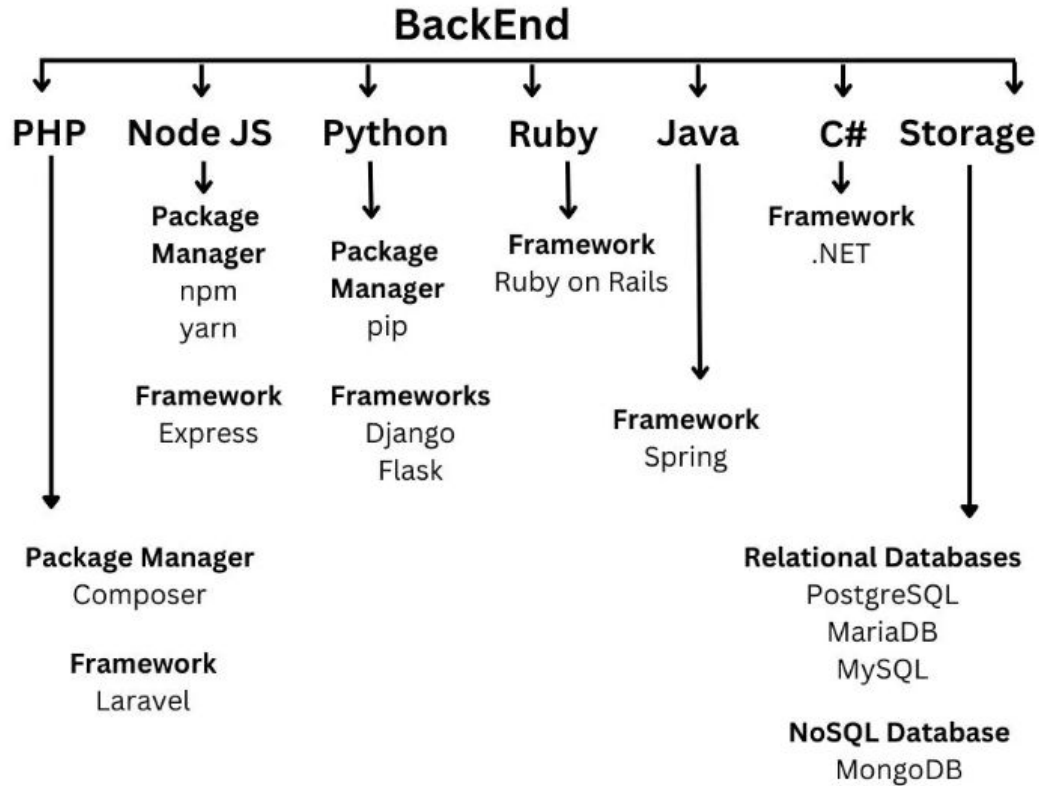 BackEnd
PHP
Node JS
Python
Ruby
Java
C#
Storage
Package
Manager
npm
yarn
Framework
Express
Package
Manager
pip
Frameworks
Django
Flask
Framework
Ruby on Rails
Framework
Spring
Framework
.NET
Package Manager
Composer
Framework
Laravel
Relational Databases
PostgreSQL
MariaDB
MySQL
NoSQL Database
MongoDB